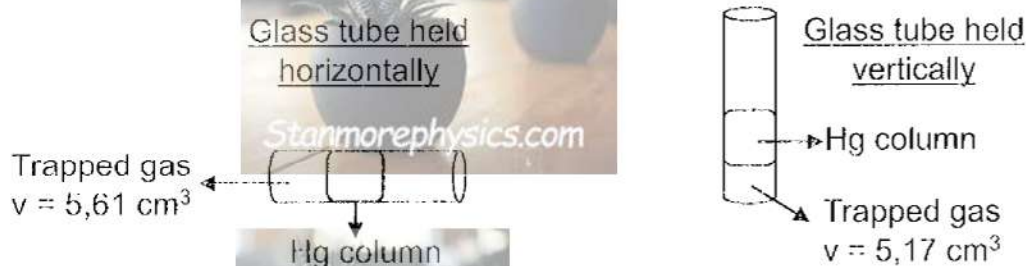 Glass tube held
horizontally
Stanmorephysics.com
Trapped gas
v = 5,61 cm³
Hg column
Glass tube held
vertically
Hg column
Trapped gas
v = 5,17 cm³